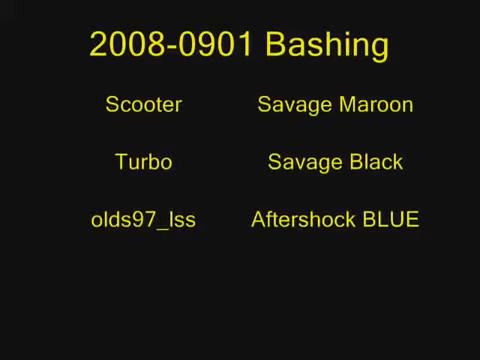 2008-0901 Bashing
Scooter Savage Maroon
Turbo Savage Black
olds97_lss Aftershock BLUE